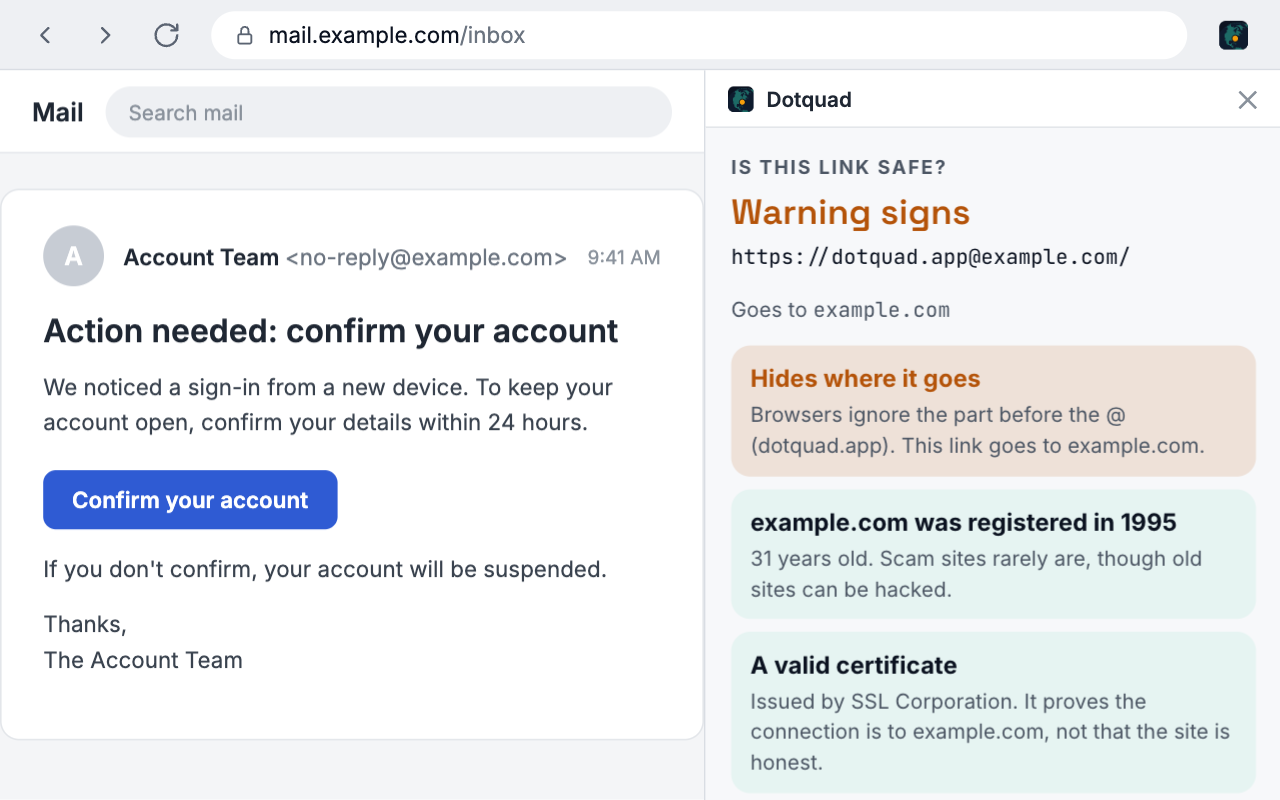 mail.example.com/inbox
Mail
Search mail
A
Account Team <no-reply@example.com>
9:41 AM
Action needed: confirm your account
We noticed a sign-in from a new device. To keep your
account open, confirm your details within 24 hours.
Confirm your account
If you don't confirm, your account will be suspended.
Thanks,
The Account Team
Dotquad
IS THIS LINK SAFE?
Warning signs
https://dotquad.app@example.com/
Goes to example.com
Hides where it goes
Browsers ignore the part before the @
(dotquad.app). This link goes to example.com.
example.com was registered in 1995
31 years old. Scam sites rarely are, though old
sites can be hacked.
A valid certificate
Issued by SSL Corporation. It proves the
connection is to example.com, not that the site is
honest.